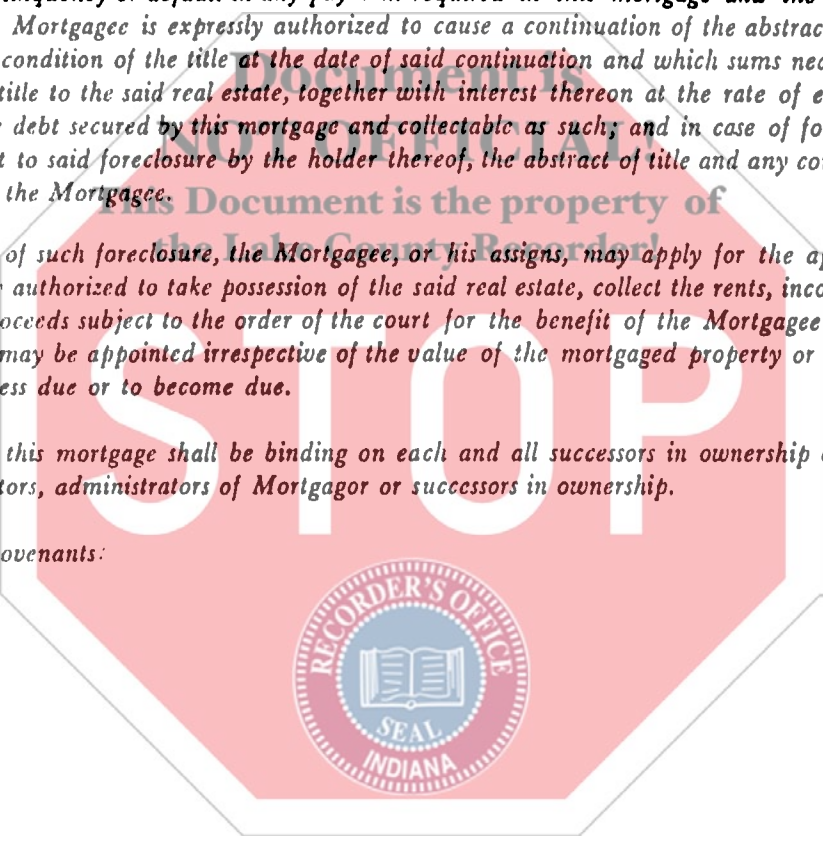 Mortgagee is expressly authorized to cause a continuation of the abstrac
condition of the title at the date of said continuation and which sums nec
title to the said real estate, together with interest thereon at the rate of e
debt secured by this mortgage and collectable as such; and in case of fo
t to said foreclosure by the holder thereof, the abstract of title and any co
the Mortgagee.
of such foreclosure, the Mortgagee, or his assigns, may apply for the a
authorized to take possession of the said real estate, collect the rents, inco
oceeds subject to the order of the court for the benefit of the Mortgagee
may be appointed irrespective of the value of the mortgaged property or
ess due or to become due.
this mortgage shall be binding on each and all successors in ownership
tors, administrators of Mortgagor or successors in ownership.
ovenants:
Document is
NOT OFFICIAL!
This Document is the property of
the Lake County Recorder!
STOP
RECORDER'S OFFICE
SEAL
INDIANA